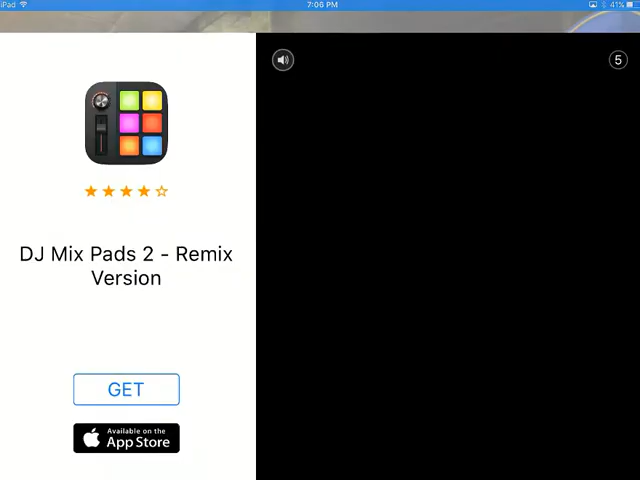 iPad 7:06 PM 41%
5
DJ Mix Pads 2 - Remix
Version
GET
Available on the
App Store